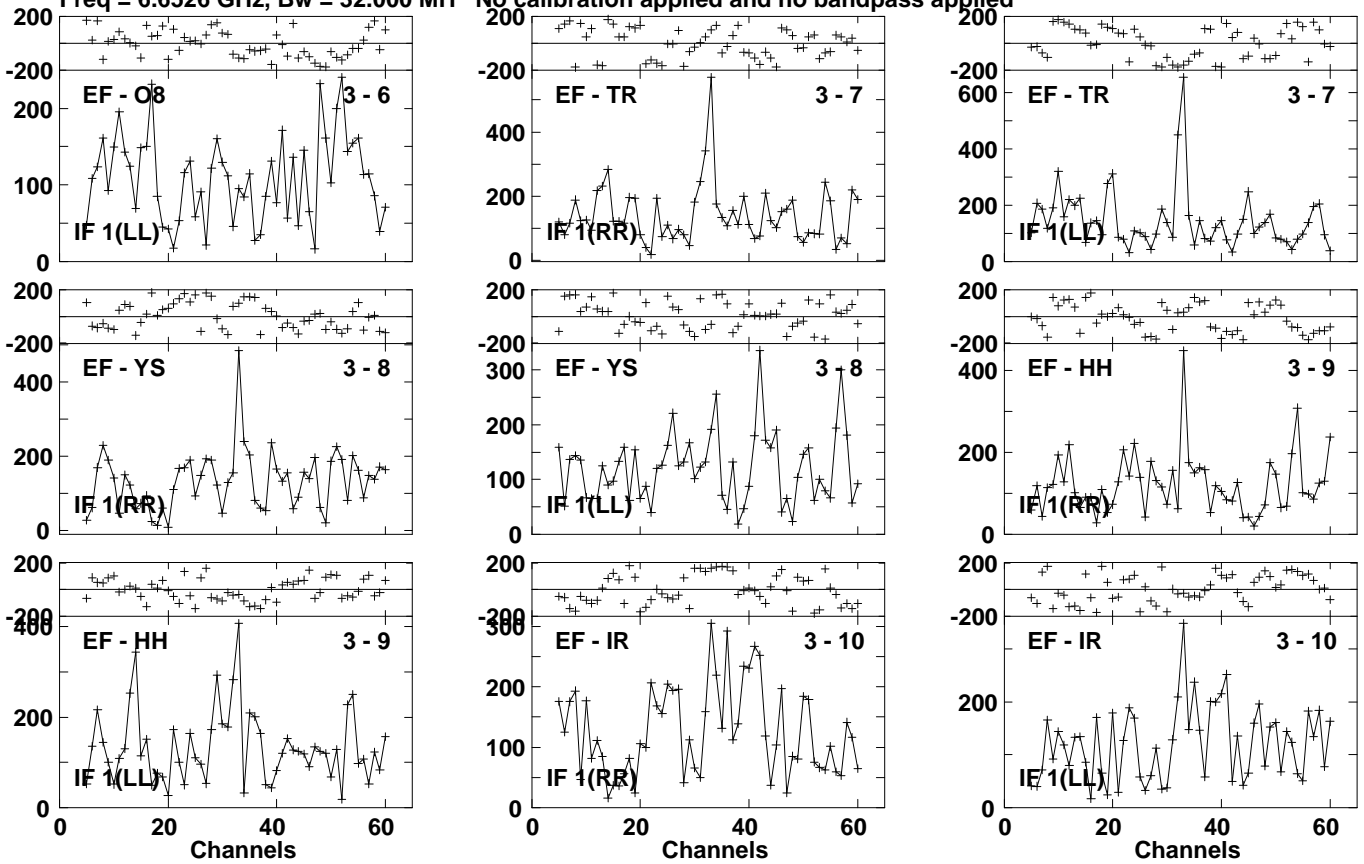 Freq = 6.6526 GHz, Bw = 32.000 MH No calibration applied and no bandpass applied
200 200 200
-200 -200 -200
EF - O8 3 - 6 EF - TR 3 - 7 EF - TR 3 - 7
200 400 600
100 200 400
0 0 200
0
IF 1(LL) IF 1(RR) IF 1(LL)
200 200 200
-200 -200 -200
EF - YS 3 - 8 EF - YS 3 - 8 EF - HH 3 - 9
400 300 400
200 200 200
0 100 0
0
IF 1(RR) IF 1(LL) IF 1(RR)
200 200 200
-200 -200 -200
EF - HH 3 - 9 EF - IR 3 - 10 EF - IR 3 - 10
400 300 200
200 200 0
0 100
0
IF 1(LL) IF 1(RR) IF 1(LL)
0 20 40 60 0 20 40 60 0 20 40 60
Channels Channels Channels